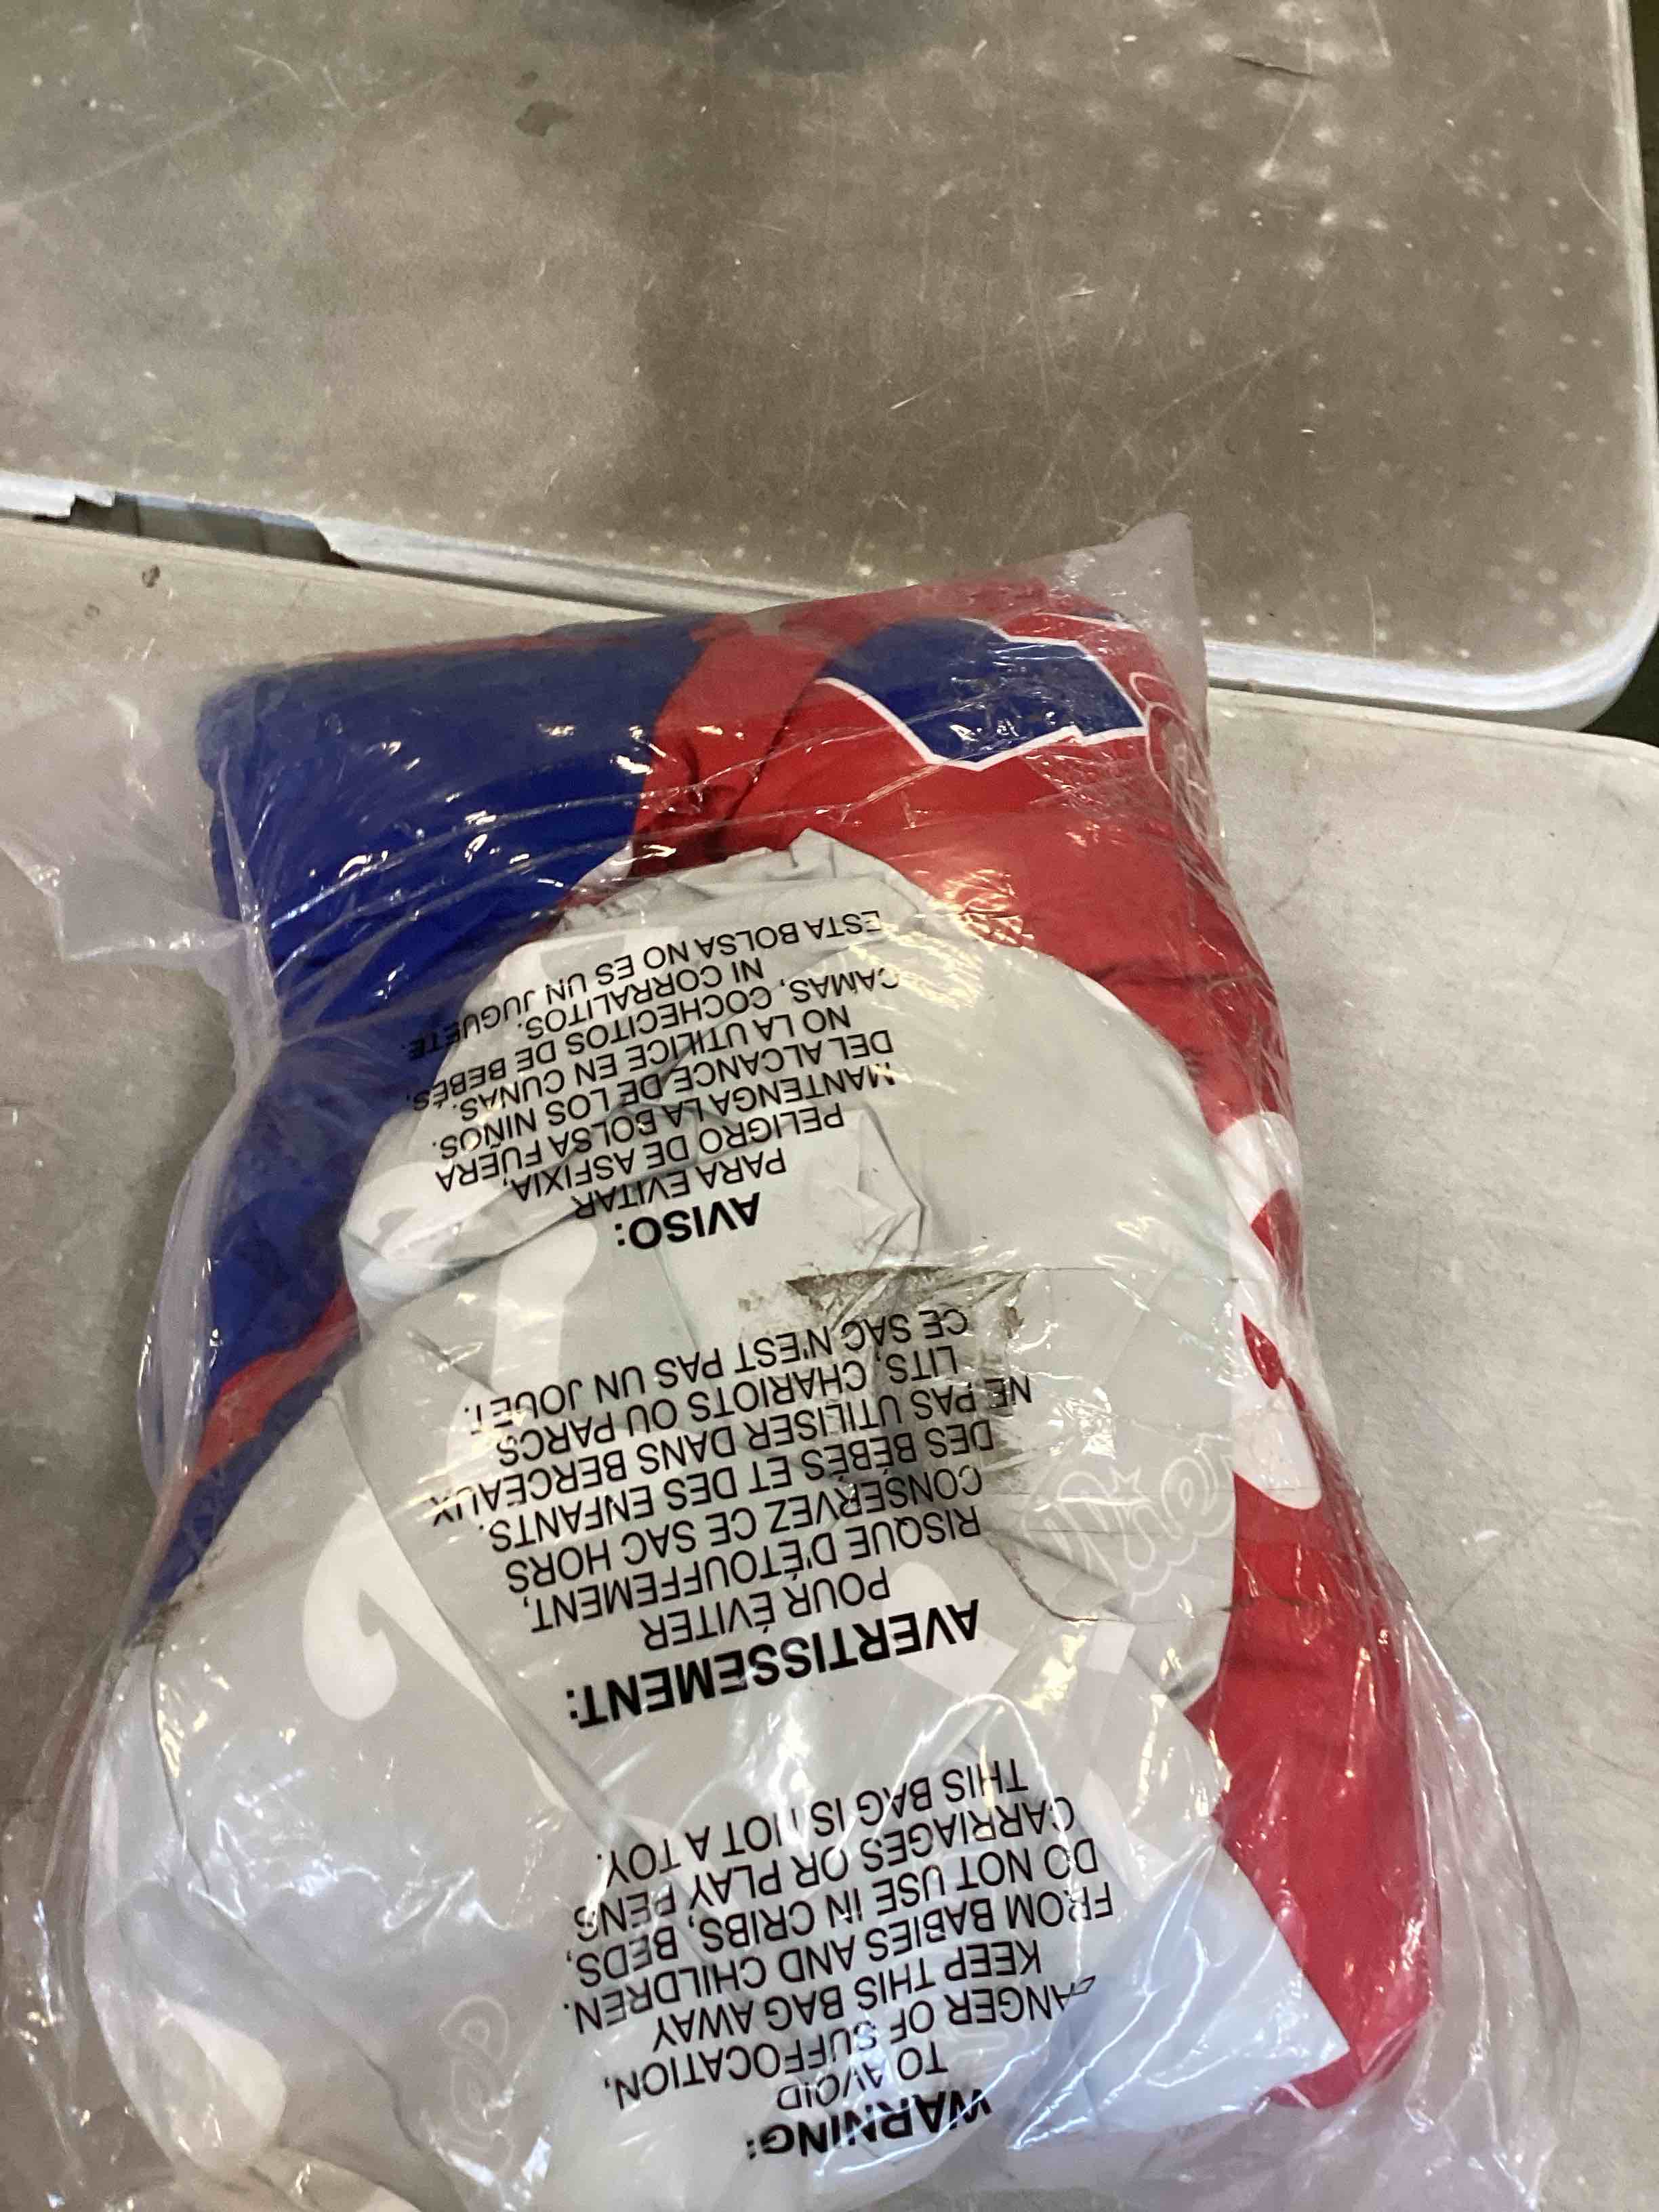 WARNING:
TO AVOID
DANGER OF SUFFOCATION,
KEEP THIS BAG AWAY
FROM BABIES AND CHILDREN.
DO NOT USE IN CRIBS, BEDS,
CARRIAGES OR PLAY PENS
THIS BAG IS NOT A TOY.
AVERTISSEMENT:
POUR ÉVITER
RISQUE D'ÉTOUFFEMENT,
CONSERVEZ CE SAC HORS
DES BÉBÉS ET DES ENFANTS.
NE PAS UTILISER DANS BERCEAUX
LITS, CHARIOTS OU PARCS
CE SAC N'EST PAS UN JOUET.
AVISO:
PARA EVITAR
PELIGRO DE ASFIXIA,
MANTENGA LA BOLSA FUERA
DEL ALCANCE DE LOS NIÑOS.
NO LA UTILICE EN CUNAS.
CAMAS, COCHECITOS DE BEBÉS,
NI CORRALITOS.
ESTA BOLSA NO ES UN JUGUETE.